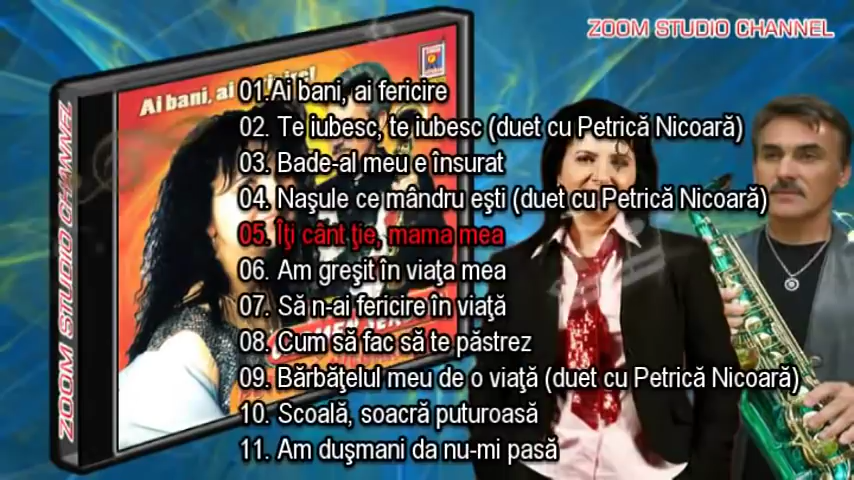 ZOOM STUDIO CHANNEL
ZOOM STUDIO CHANNEL
Ai bani, ai
01.Ai bani, ai fericire
02. Te iubesc, te iubesc (duet cu Petrică Nicoară)
03. Bade-al meu e însurat
04. Naşule ce mândru eşti (duet cu Petrică Nicoară)
05. Îţi cânt ţie, mama mea
06. Am greşit în viaţa mea
07. Să n-ai fericire în viaţă
08. Cum să fac să te păstrez
09. Bărbăţelul meu de o viaţă (duet cu Petrică Nicoară)
10. Scoală, soacră puturoasă
11. Am duşmani da nu-mi pasă